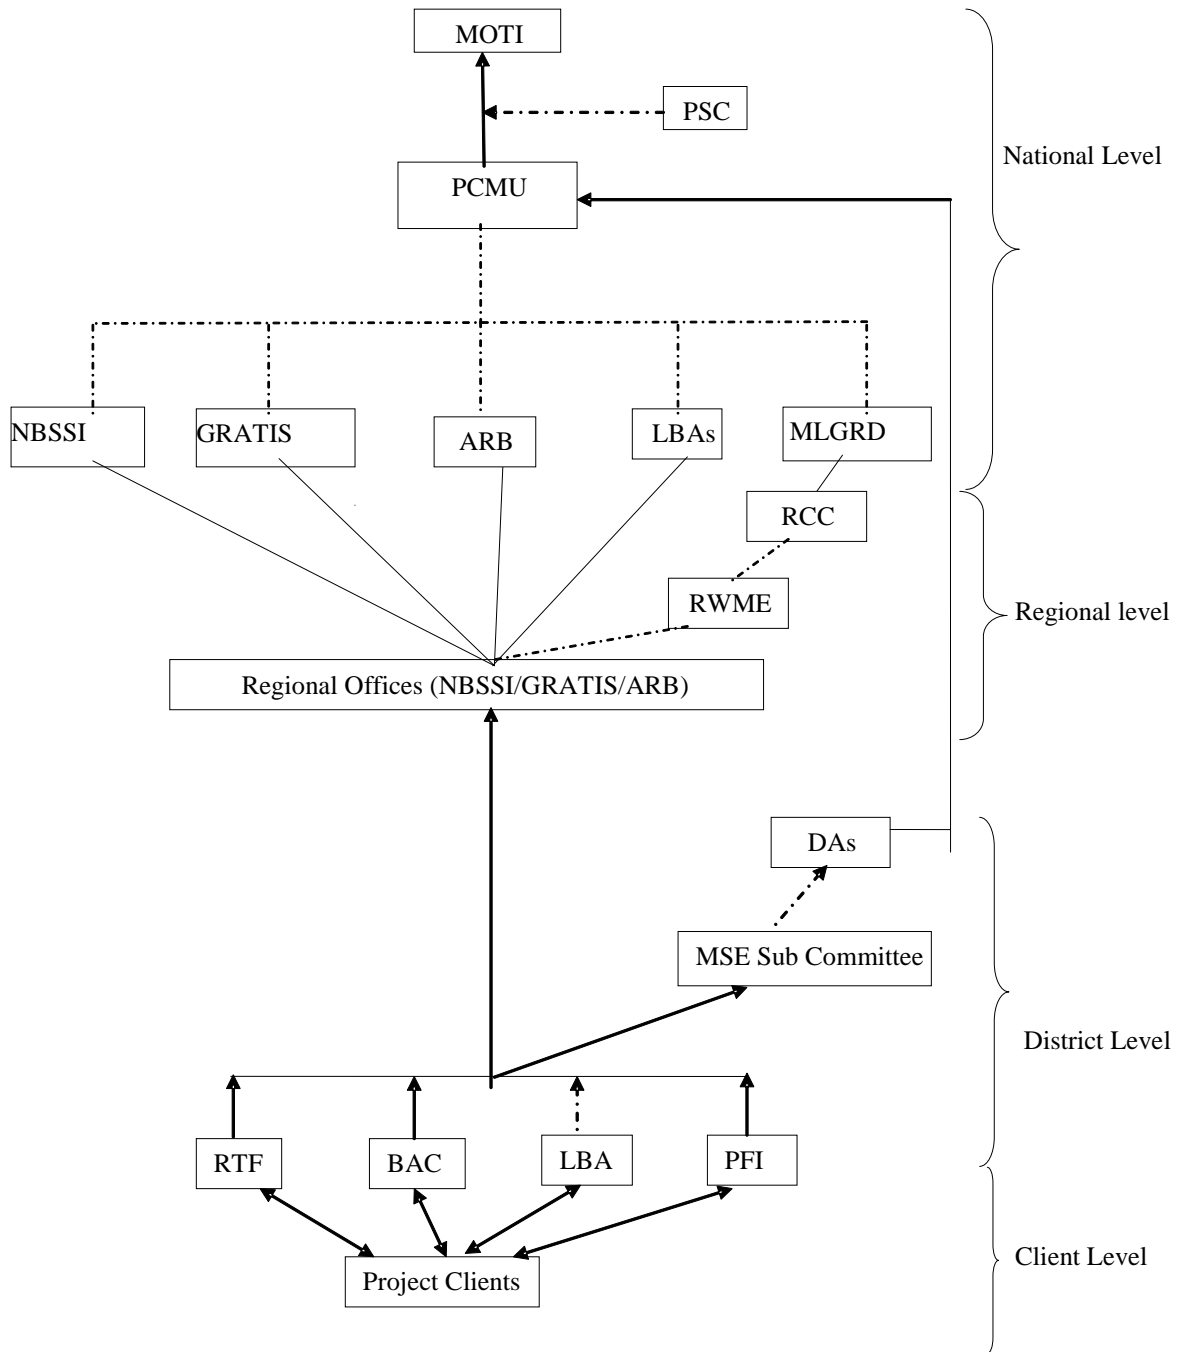 MOTI
PSC
National Level
PCMU
NBSSI
GRATIS
ARB
LBAs
MLGRD
RCC
RWME
Regional level
Regional Offices (NBSSI/GRATIS/ARB)
DAs
MSE Sub Committee
District Level
RTF
BAC
LBA
PFI
Client Level
Project Clients